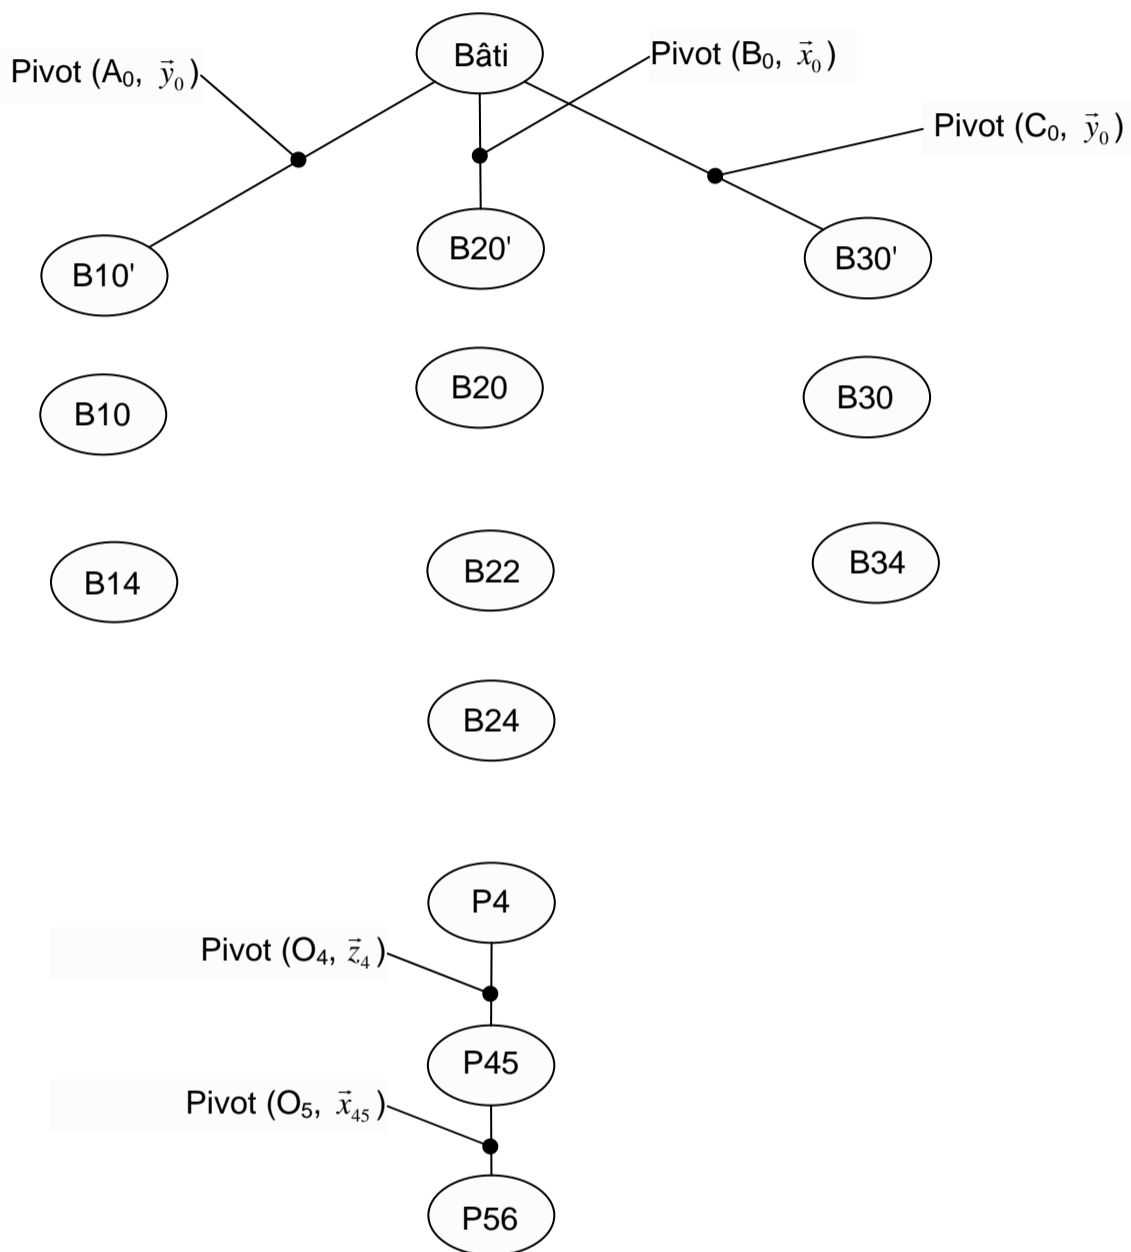 Bâti
Pivot (A₀, y⃗₀)
Pivot (B₀, x⃗₀)
Pivot (C₀, y⃗₀)
B10'
B20'
B30'
B10
B20
B30
B14
B22
B34
B24
P4
Pivot (O₄, z⃗₄)
P45
Pivot (O₅, x⃗₄₅)
P56